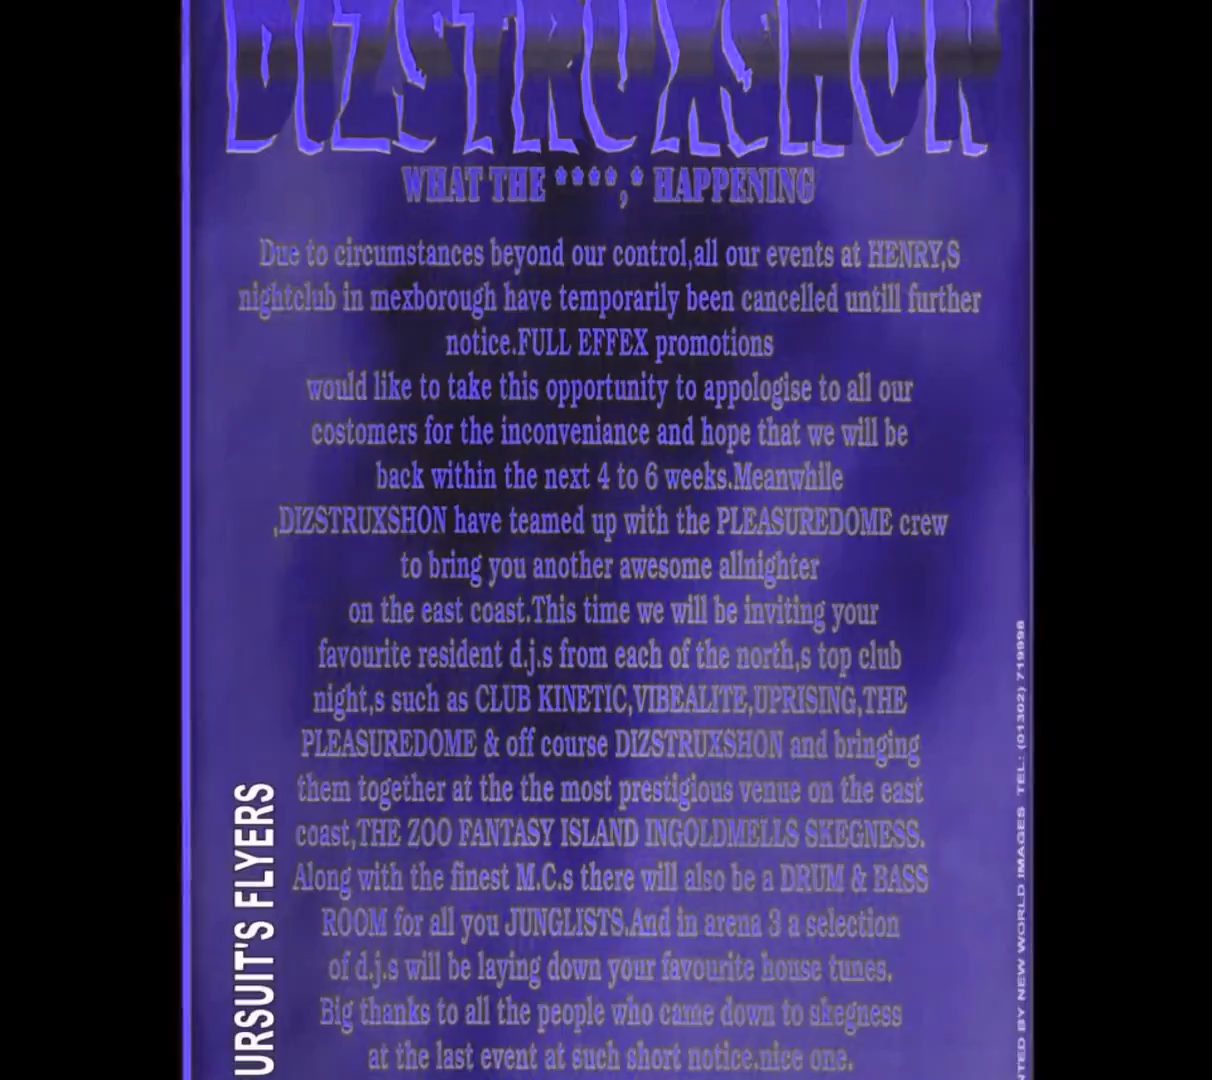 DIZSTRUXSHON
WHAT THE ****,* HAPPENING
Due to circumstances beyond our control,all our events at HENRY,S
nightclub in mexborough have temporarily been cancelled untill further
notice.FULL EFFEX promotions
would like to take this opportunity to appologise to all our
costomers for the inconveniance and hope that we will be
back within the next 4 to 6 weeks.Meanwhile
,DIZSTRUXSHON have teamed up with the PLEASUREDOME crew
to bring you another awesome allnighter
on the east coast.This time we will be inviting your
favourite resident d.j.s from each of the north,s top club
night,s such as CLUB KINETIC,VIBEALITE,UPRISING,THE
PLEASUREDOME & off course DIZSTRUXSHON and bringing
them together at the the most prestigious venue on the east
coast,THE ZOO FANTASY ISLAND INGOLDMELLS SKEGNESS.
Along with the finest M.C.s there will also be a DRUM & BASS
ROOM for all you JUNGLISTS.And in arena 3 a selection
of d.j.s will be laying down your favourite house tunes.
Big thanks to all the people who came down to skegness
at the last event at such short notice.nice one.
URSUIT'S FLYERS
NTED BY NEW WORLD IMAGES TEL: (01302) 719998